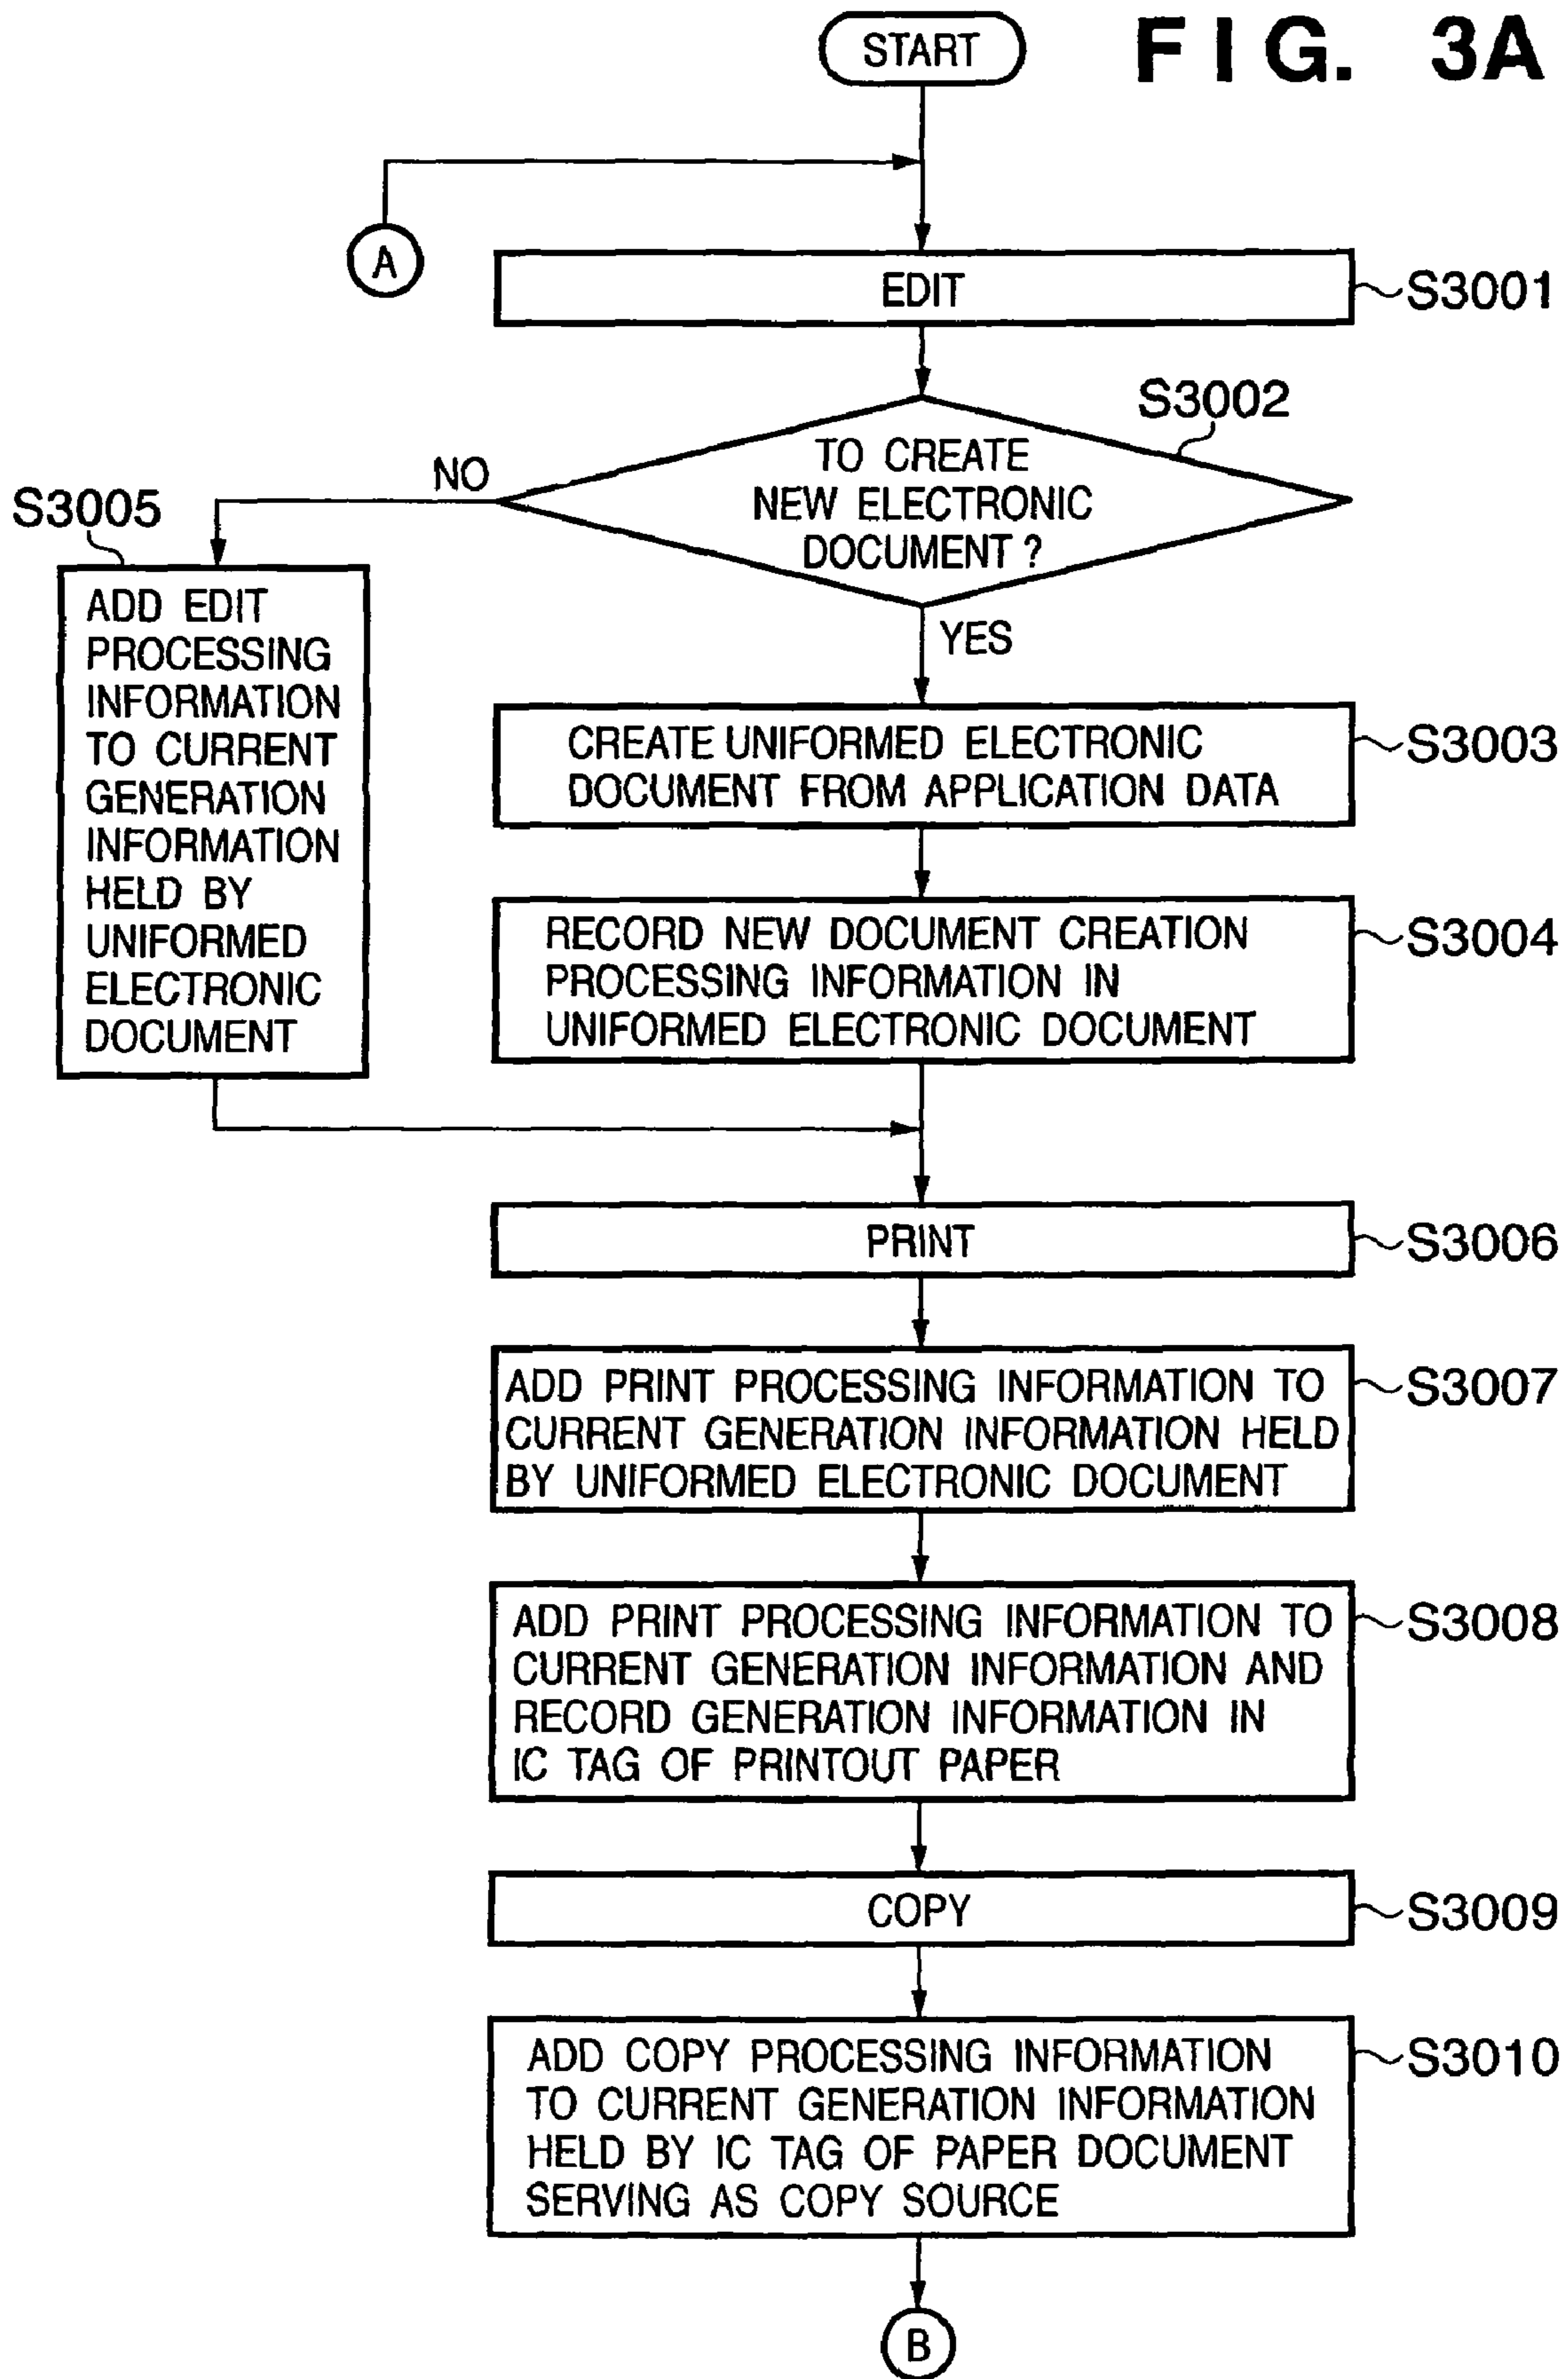 START
FIG. 3A
A
EDIT
S3001
S3002
TO CREATE
NEW ELECTRONIC
DOCUMENT ?
NO
YES
S3005
ADD EDIT
PROCESSING
INFORMATION
TO CURRENT
GENERATION
INFORMATION
HELD BY
UNIFORMED
ELECTRONIC
DOCUMENT
CREATE UNIFORMED ELECTRONIC
DOCUMENT FROM APPLICATION DATA
S3003
RECORD NEW DOCUMENT CREATION
PROCESSING INFORMATION IN
UNIFORMED ELECTRONIC DOCUMENT
S3004
PRINT
S3006
ADD PRINT PROCESSING INFORMATION TO
CURRENT GENERATION INFORMATION HELD
BY UNIFORMED ELECTRONIC DOCUMENT
S3007
ADD PRINT PROCESSING INFORMATION TO
CURRENT GENERATION INFORMATION AND
RECORD GENERATION INFORMATION IN
IC TAG OF PRINTOUT PAPER
S3008
COPY
S3009
ADD COPY PROCESSING INFORMATION
TO CURRENT GENERATION INFORMATION
HELD BY IC TAG OF PAPER DOCUMENT
SERVING AS COPY SOURCE
S3010
B